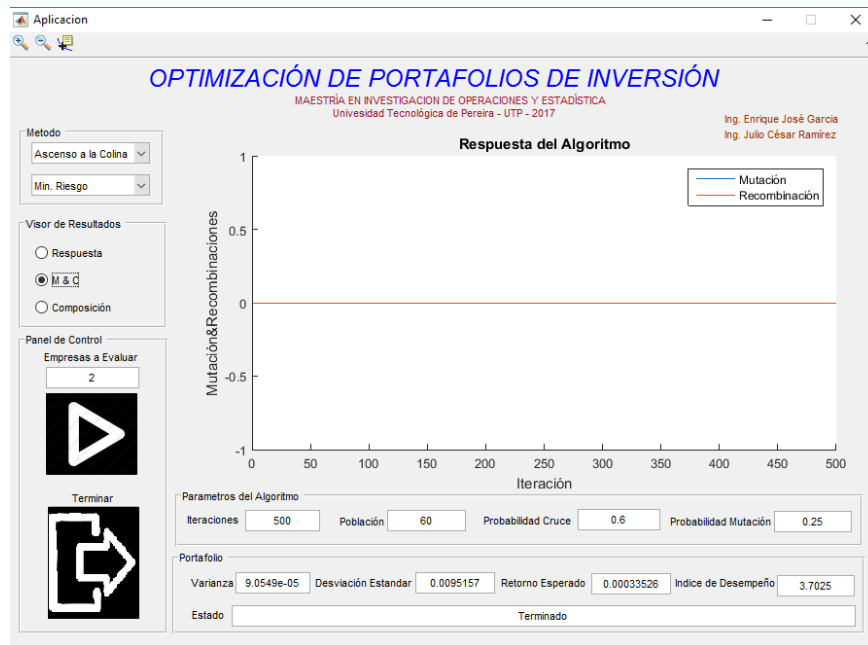 Aplicacion
OPTIMIZACIÓN DE PORTAFOLIOS DE INVERSIÓN
MAESTRÍA EN INVESTIGACION DE OPERACIONES Y ESTADÍSTICA
Univesidad Tecnológica de Pereira - UTP - 2017
Ing. Enrique José Garcia
Ing. Julio César Ramírez
Metodo
Ascenso a la Colina
Min. Riesgo
Visor de Resultados
Respuesta
M & C
Composición
Panel de Control
Empresas a Evaluar
2
Terminar
Respuesta del Algoritmo
Mutación
Recombinación
Mutación&Recombinaciones
1
0.5
0
-0.5
-1
0 50 100 150 200 250 300 350 400 450 500
Iteración
Parametros del Algoritmo
Iteraciones 500 Población 60 Probabilidad Cruce 0.6 Probabilidad Mutación 0.25
Portafolio
Varianza 9.0549e-05 Desviación Estandar 0.0095157 Retorno Esperado 0.00033526 Indice de Desempeño 3.7025
Estado Terminado